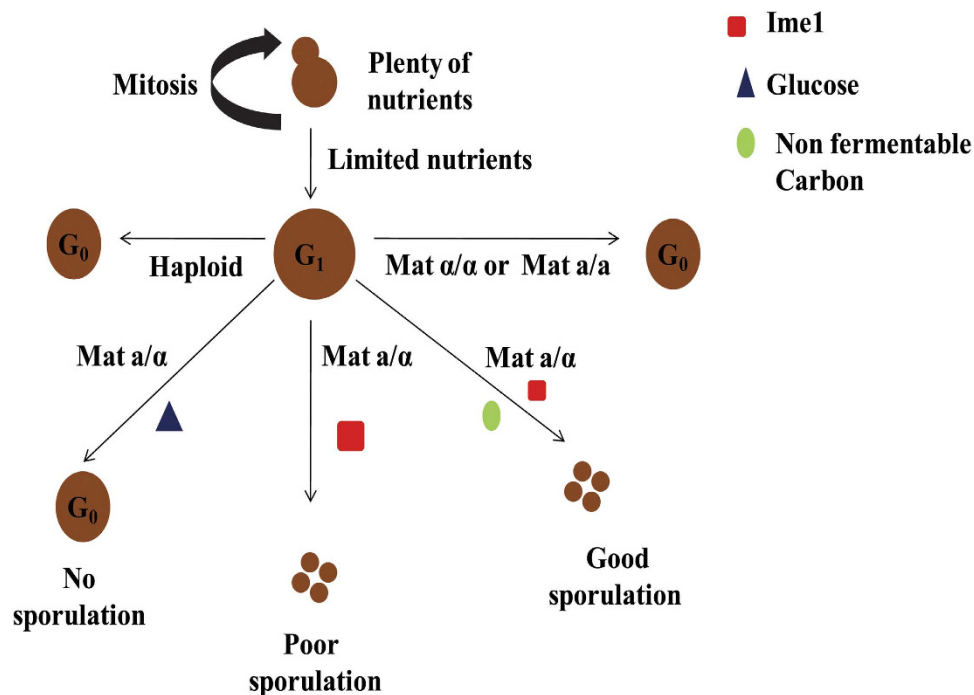 Mitosis
Plenty of
nutrients
Limited nutrients
G₀
Haploid
G₁
Mat α/α or Mat a/a
G₀
Mat a/α
Mat a/α
Mat a/α
G₀
No
sporulation
Poor
sporulation
Good
sporulation
Ime1
Glucose
Non fermentable
Carbon